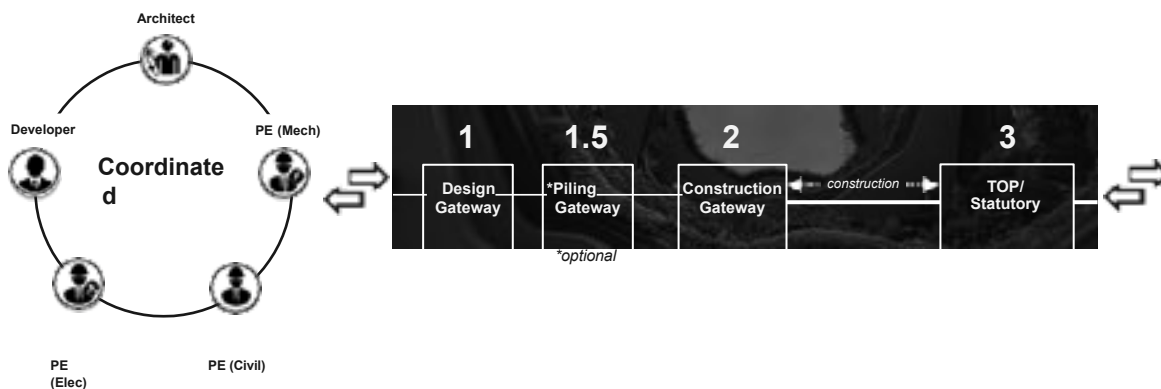 Architect
Developer
PE (Mech)
Coordinate
d
PE
(Elec)
PE (Civil)
1
1.5
2
3
Design
Gateway
*Piling
Gateway
Construction
Gateway
construction
TOP/
Statutory
*optional